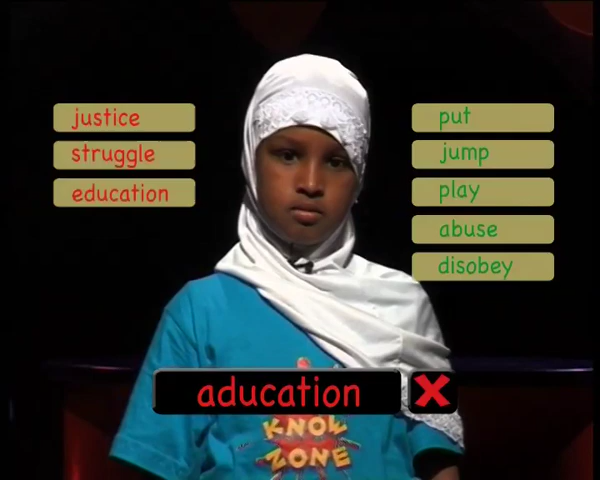 justice
struggle
education
put
jump
play
abuse
disobey
aducation
KNOW
ZONE